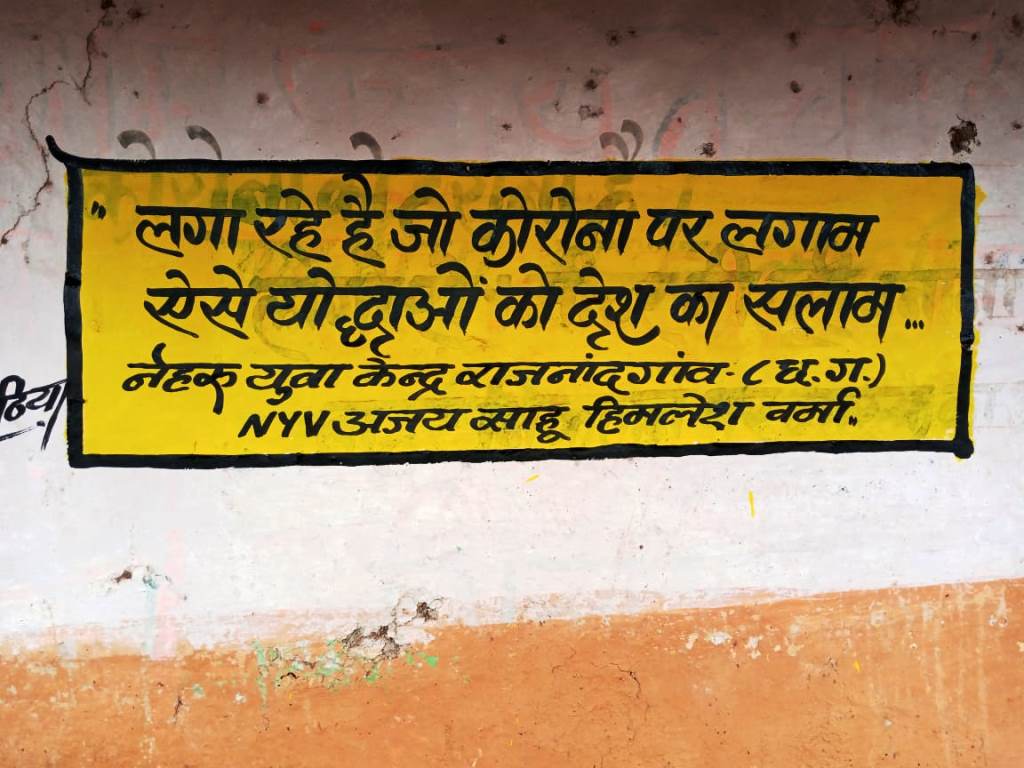 " लगा रहे है जो कोरोना पर लगाम
ऐसे योद्धाओं को देश का सलाम...
नेहरू युवा केन्द्र राजनांदगांव- (छ.ग.)
NYV अजय साहू हिमलेश वर्मा"